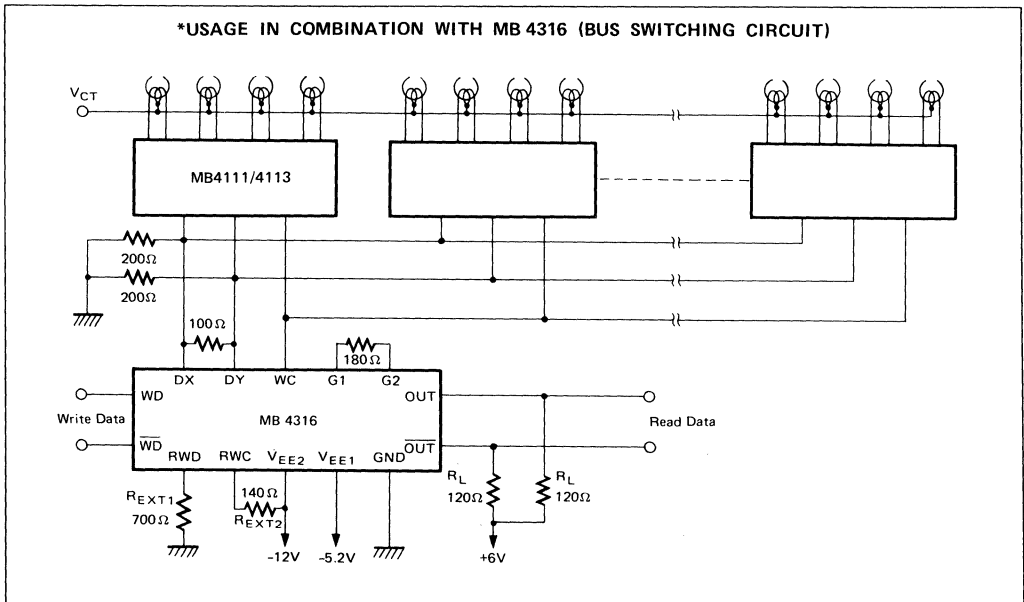 *USAGE IN COMBINATION WITH MB 4316 (BUS SWITCHING CIRCUIT)
VCT
MB4111/4113
200Ω
200Ω
100Ω
180Ω
DX DY WC G1 G2
WD OUT
Write Data MB 4316 Read Data
W̅D̅ O̅U̅T̅
RWD RWC VEE2 VEE1 GND
REXT1
700Ω
140Ω
REXT2
RL
120Ω
RL
120Ω
-12V -5.2V +6V